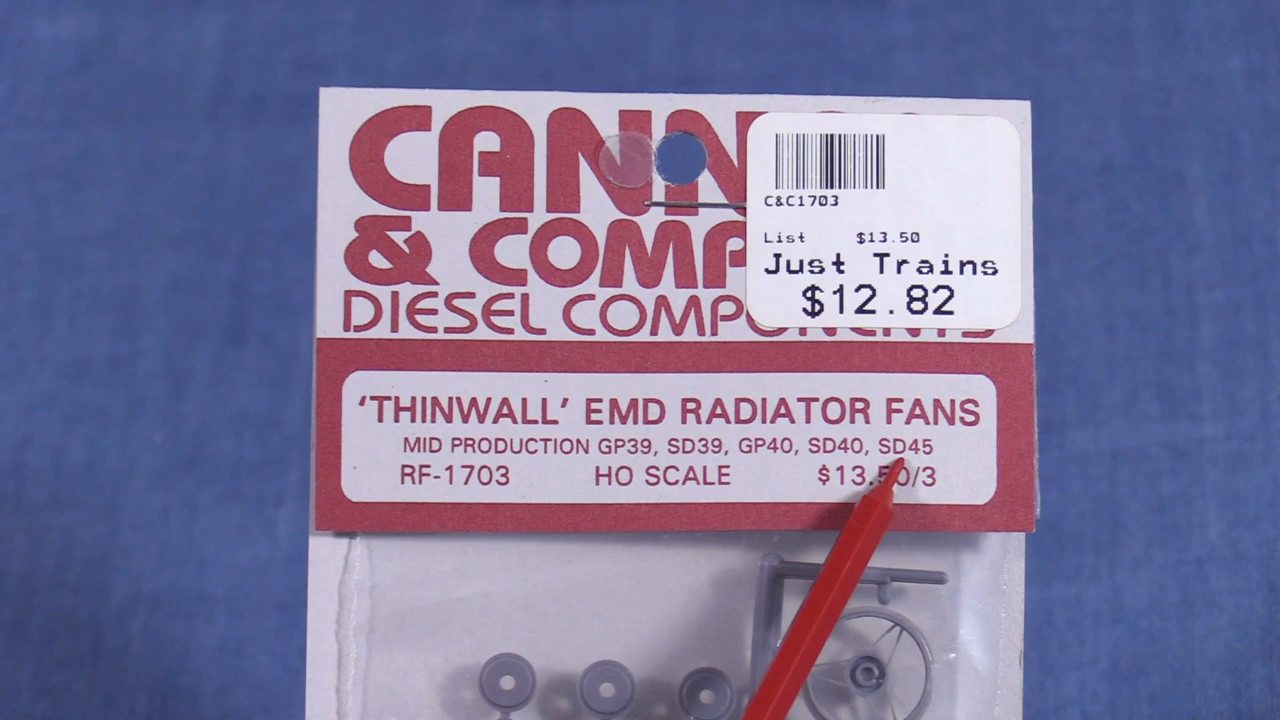 CANN
& COMP
DIESEL COMPONENTS
C&C1703
List $13.50
Just Trains
$12.82
'THINWALL' EMD RADIATOR FANS
MID PRODUCTION GP39, SD39, GP40, SD40, SD45
RF-1703 HO SCALE $13.50/3